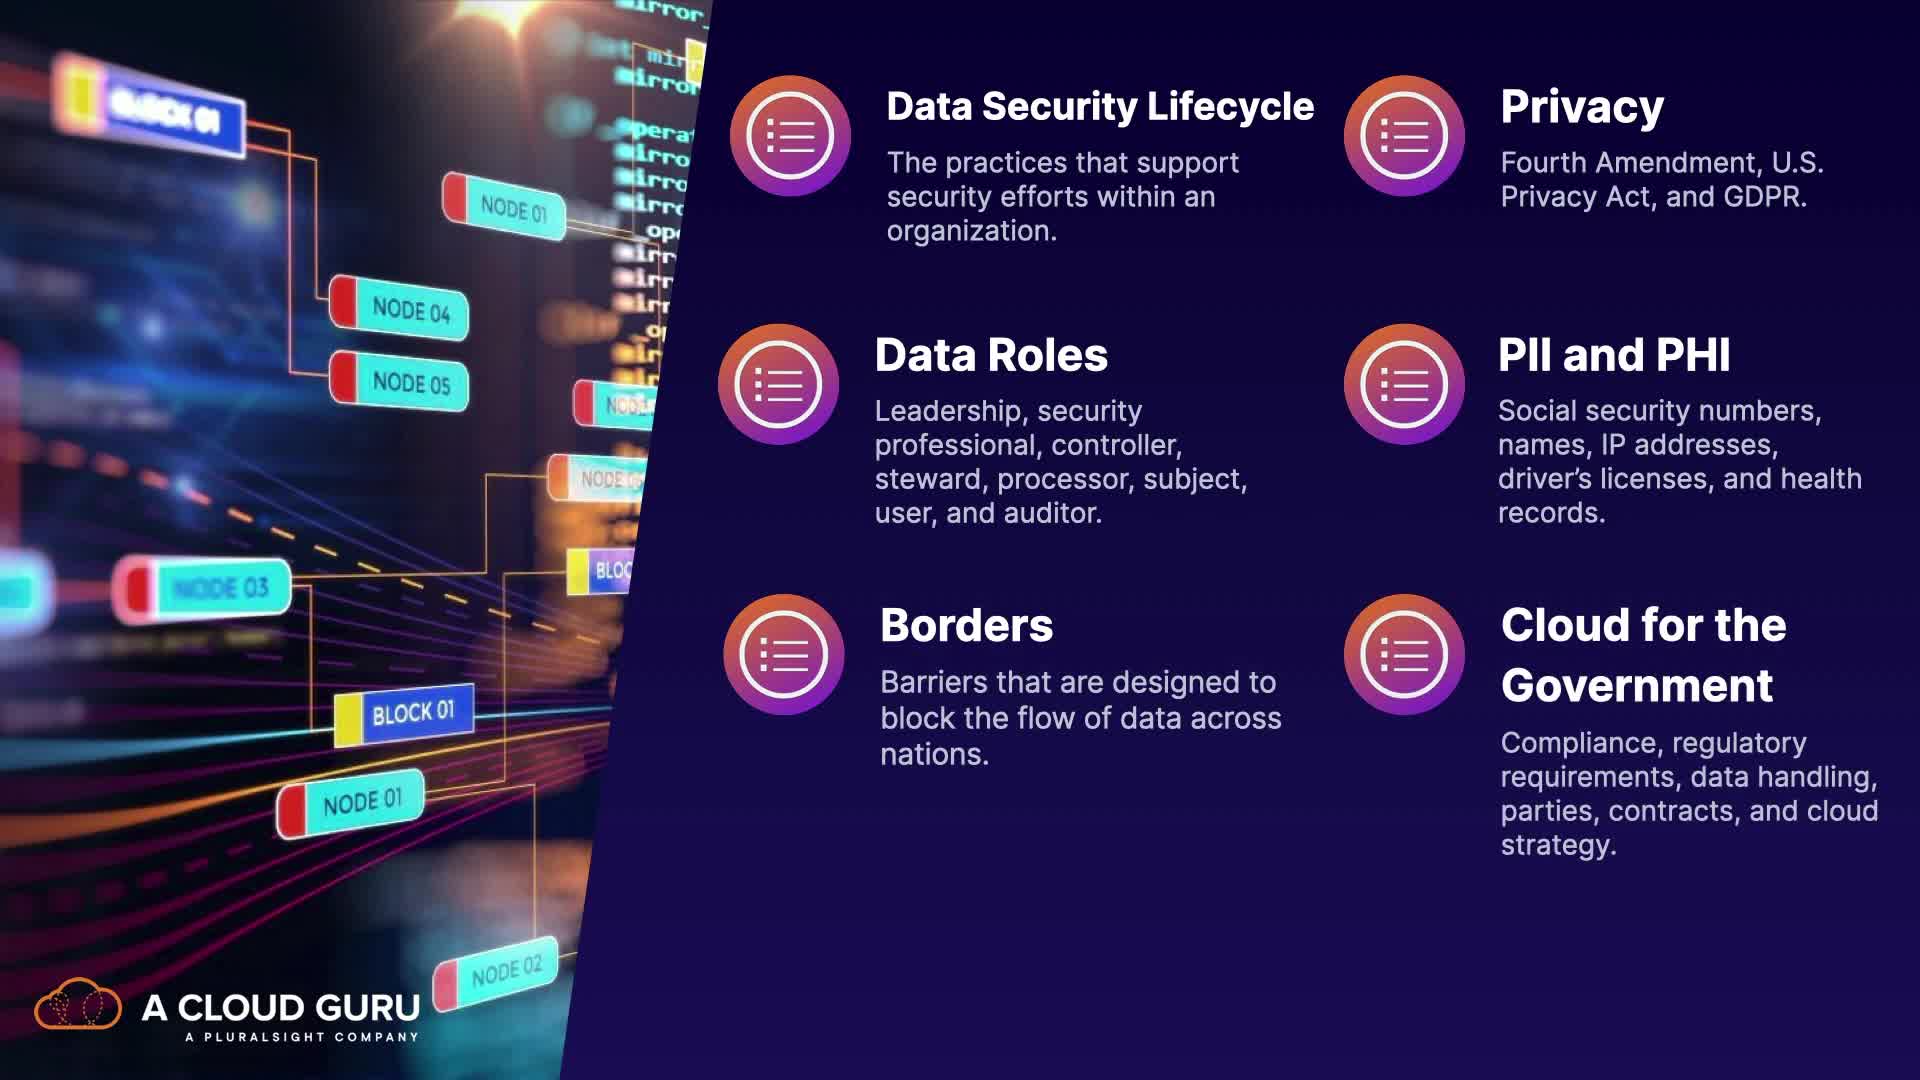 Data Security Lifecycle
The practices that support
security efforts within an
organization.
Privacy
Fourth Amendment, U.S.
Privacy Act, and GDPR.
Data Roles
Leadership, security
professional, controller,
steward, processor, subject,
user, and auditor.
PII and PHI
Social security numbers,
names, IP addresses,
driver’s licenses, and health
records.
Borders
Barriers that are designed to
block the flow of data across
nations.
Cloud for the
Government
Compliance, regulatory
requirements, data handling,
parties, contracts, and cloud
strategy.
BLOCK 01
NODE 01
NODE 04
NODE 05
NODE 03
BLOCK 01
NODE 01
NODE 02
A CLOUD GURU
A PLURALSIGHT COMPANY